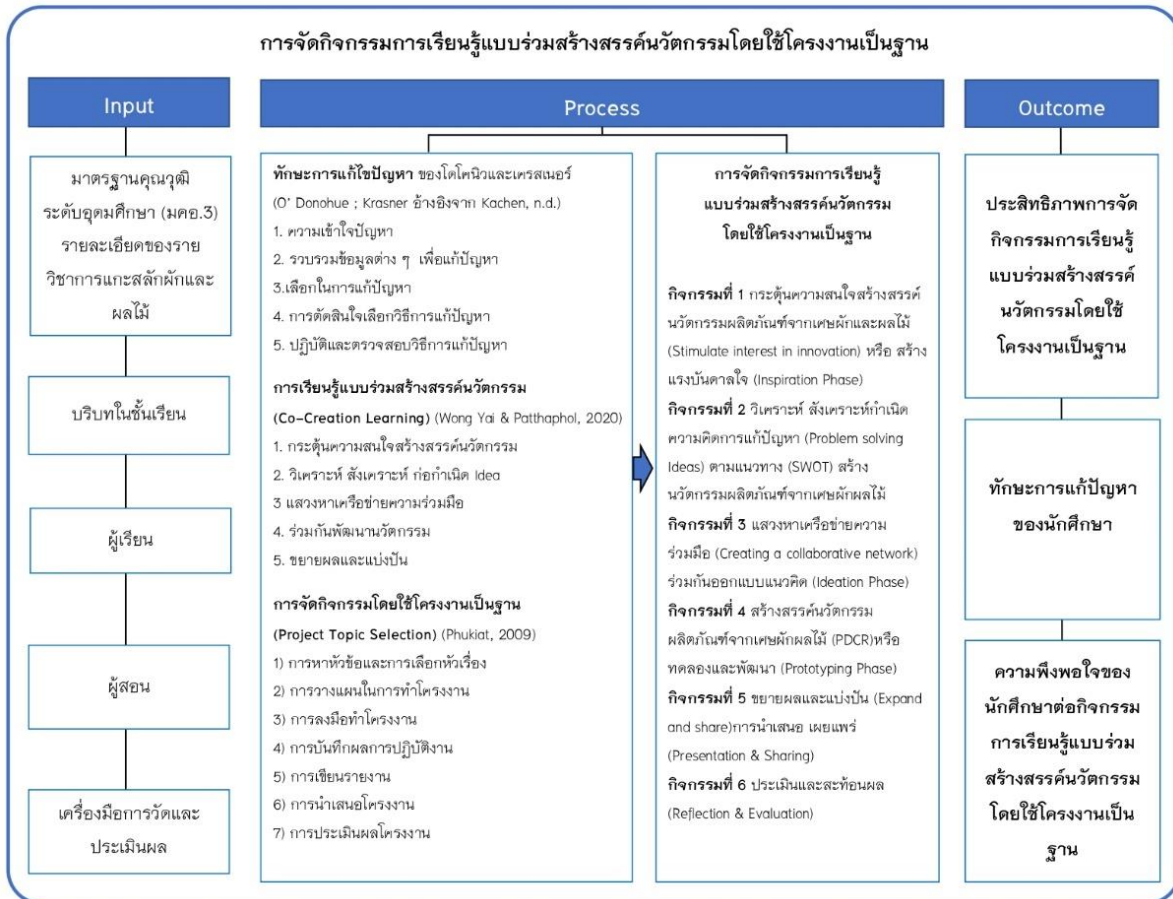 การจัดกิจกรรมการเรียนรู้แบบร่วมสร้างสรรค์นวัตกรรมโดยใช้โครงงานเป็นฐาน
Input
มาตรฐานคุณวุฒิ
ระดับอุดมศึกษา (มคอ.3)
รายละเอียดของราย
วิชาการแกะสลักผักและ
ผลไม้
บริบทในชั้นเรียน
ผู้เรียน
ผู้สอน
เครื่องมือการวัดและ
ประเมินผล
Process
ทักษะการแก้ไขปัญหา ของโดโคนิวและเครสเนอร์
(O' Donohue ; Krasner อ้างอิงจาก Kachen, n.d.)
1. ความเข้าใจปัญหา
2. รวบรวมข้อมูลต่าง ๆ เพื่อแก้ปัญหา
3.เลือกในการแก้ปัญหา
4. การตัดสินใจเลือกวิธีการแก้ปัญหา
5. ปฏิบัติและตรวจสอบวิธีการแก้ปัญหา
การเรียนรู้แบบร่วมสร้างสรรค์นวัตกรรม
(Co-Creation Learning) (Wong Yai & Patthaphol, 2020)
1. กระตุ้นความสนใจสร้างสรรค์นวัตกรรม
2. วิเคราะห์ สังเคราะห์ ก่อกำเนิด Idea
3 แสวงหาเครือข่ายความร่วมมือ
4. ร่วมกันพัฒนานวัตกรรม
5. ขยายผลและแบ่งปัน
การจัดกิจกรรมโดยใช้โครงงานเป็นฐาน
(Project Topic Selection) (Phukiat, 2009)
1) การหาหัวข้อและการเลือกหัวเรื่อง
2) การวางแผนในการทำโครงงาน
3) การลงมือทำโครงงาน
4) การบันทึกผลการปฏิบัติงาน
5) การเขียนรายงาน
6) การนำเสนอโครงงาน
7) การประเมินผลโครงงาน
การจัดกิจกรรมการเรียนรู้
แบบร่วมสร้างสรรค์นวัตกรรม
โดยใช้โครงงานเป็นฐาน
กิจกรรมที่ 1 กระตุ้นความสนใจสร้างสรรค์
นวัตกรรมผลิตภัณฑ์จากเศษผักและผลไม้
(Stimulate interest in innovation) หรือ สร้าง
แรงบันดาลใจ (Inspiration Phase)
กิจกรรมที่ 2 วิเคราะห์ สังเคราะห์กำเนิด
ความคิดการแก้ปัญหา (Problem solving
Ideas) ตามแนวทาง (SWOT) สร้าง
นวัตกรรมผลิตภัณฑ์จากเศษผักผลไม้
กิจกรรมที่ 3 แสวงหาเครือข่ายความ
ร่วมมือ (Creating a collaborative network)
ร่วมกันออกแบบแนวคิด (Ideation Phase)
กิจกรรมที่ 4 สร้างสรรค์นวัตกรรม
ผลิตภัณฑ์จากเศษผักผลไม้ (PDCR)หรือ
ทดลองและพัฒนา (Prototyping Phase)
กิจกรรมที่ 5 ขยายผลและแบ่งปัน (Expand
and share)การนำเสนอ เผยแพร่
(Presentation & Sharing)
กิจกรรมที่ 6 ประเมินและสะท้อนผล
(Reflection & Evaluation)
Outcome
ประสิทธิภาพการจัด
กิจกรรมการเรียนรู้
แบบร่วมสร้างสรรค์
นวัตกรรมโดยใช้
โครงงานเป็นฐาน
ทักษะการแก้ปัญหา
ของนักศึกษา
ความพึงพอใจของ
นักศึกษาต่อกิจกรรม
การเรียนรู้แบบร่วม
สร้างสรรค์นวัตกรรม
โดยใช้โครงงานเป็น
ฐาน